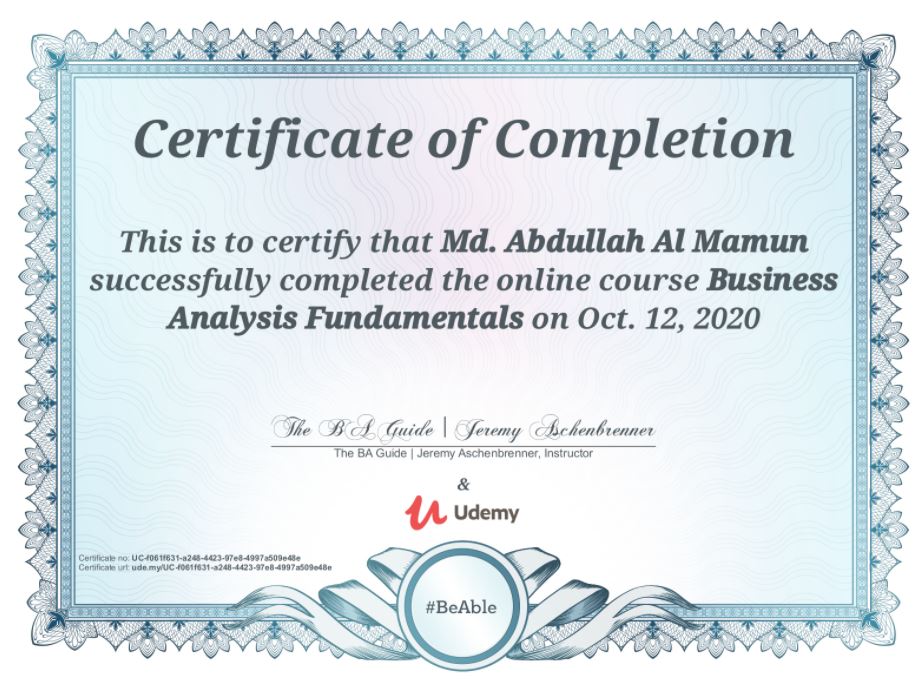 Certificate of Completion
This is to certify that Md. Abdullah Al Mamun
successfully completed the online course Business
Analysis Fundamentals on Oct. 12, 2020
The BA Guide | Jeremy Aschenbrenner
The BA Guide | Jeremy Aschenbrenner, Instructor
&
Udemy
Certificate no: UC-f061f631-a248-4423-97e8-4997a509e48e
Certificate url: ude.my/UC-f061f631-a248-4423-97e8-4997a509e48e
#BeAble